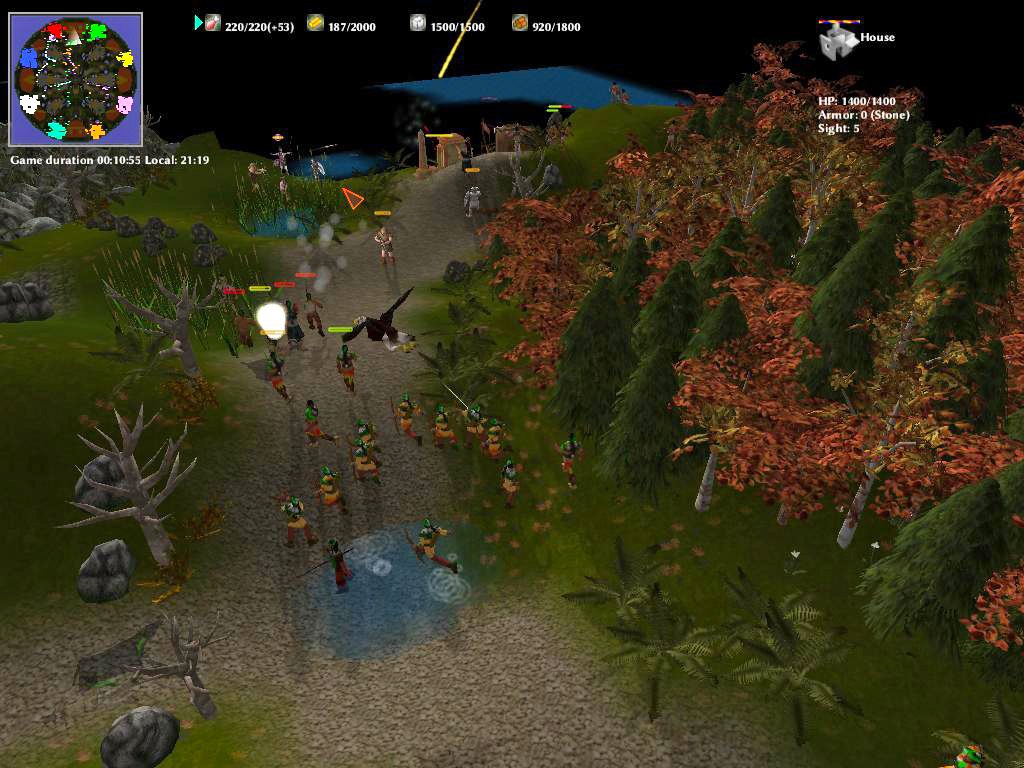 220/220(+53) 187/2000 1500/1500 920/1800
House
HP: 1400/1400
Armor: 0 (Stone)
Sight: 5
Game duration 00:10:55 Local: 21:19